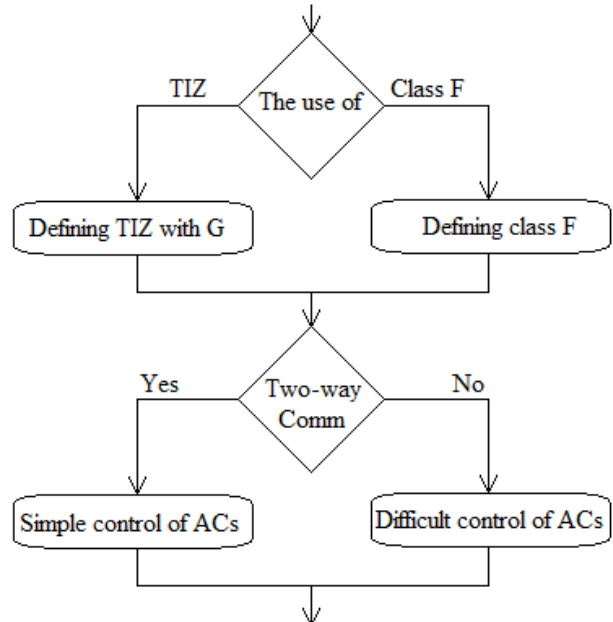 TIZ
The use of
Class F
Defining TIZ with G
Defining class F
Yes
Two-way
Comm
No
Simple control of ACs
Difficult control of ACs